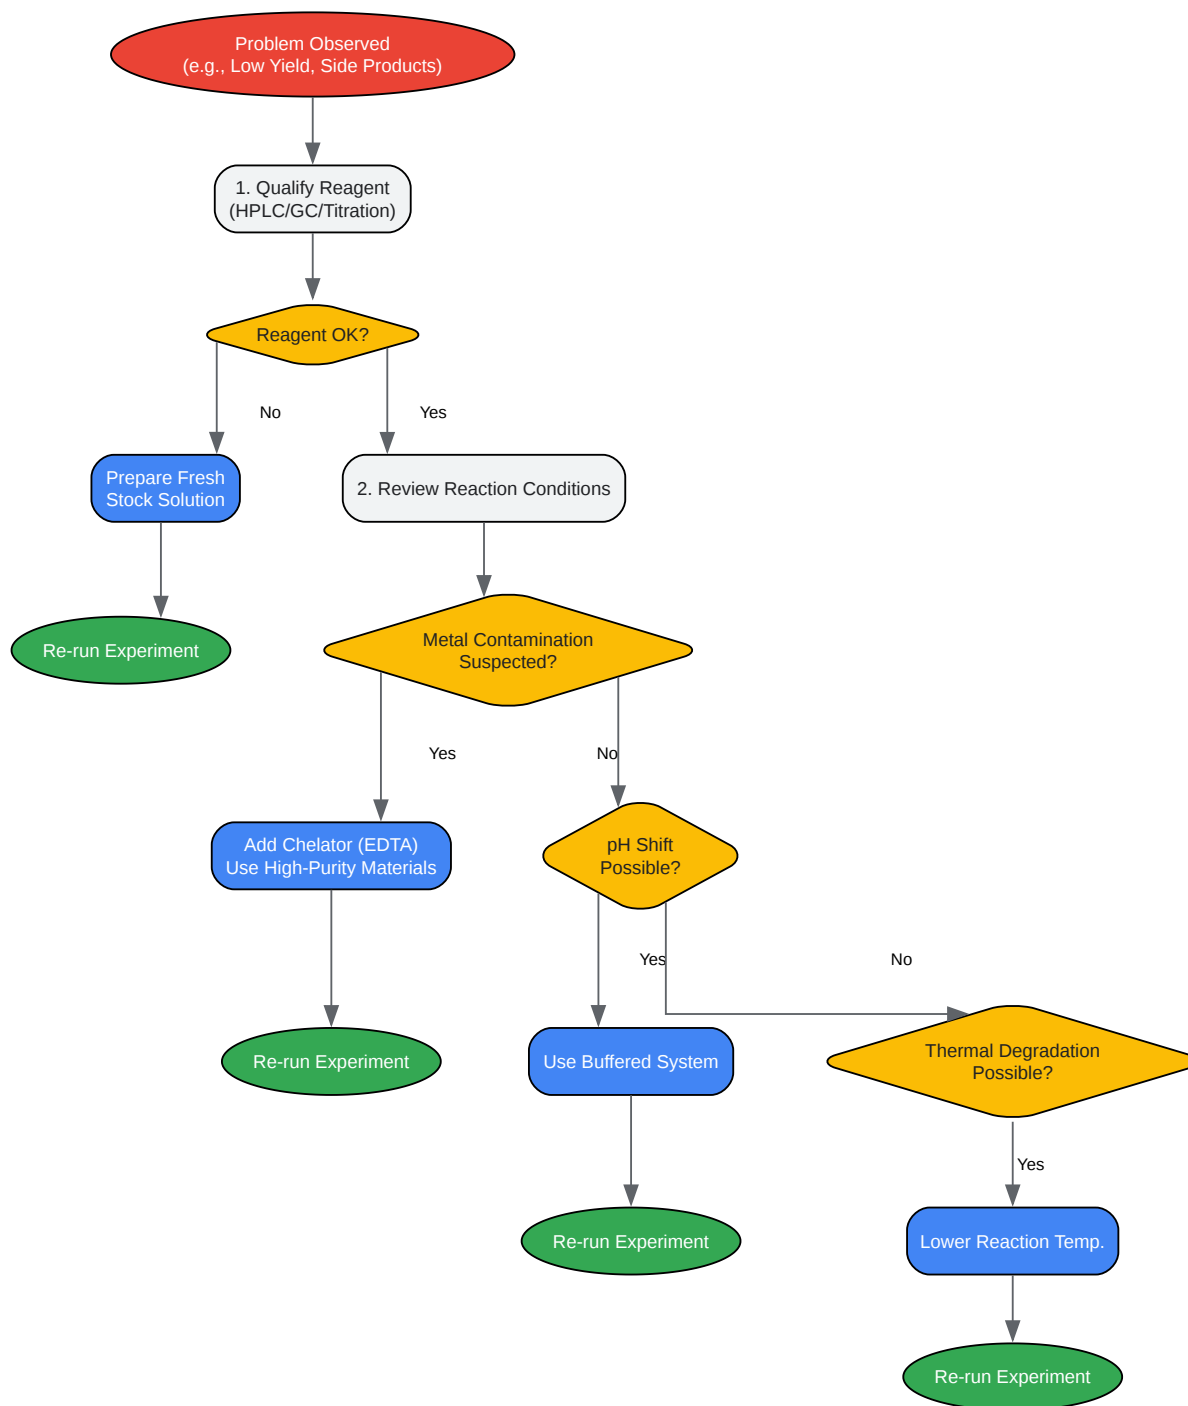 Problem Observed
(e.g., Low Yield, Side Products)
1. Qualify Reagent
(HPLC/GC/Titration)
Reagent OK?
No
Yes
Prepare Fresh
Stock Solution
2. Review Reaction Conditions
Re-run Experiment
Metal Contamination
Suspected?
Yes
No
Add Chelator (EDTA)
Use High-Purity Materials
pH Shift
Possible?
Yes
No
Re-run Experiment
Use Buffered System
Thermal Degradation
Possible?
Yes
Re-run Experiment
Lower Reaction Temp.
Re-run Experiment